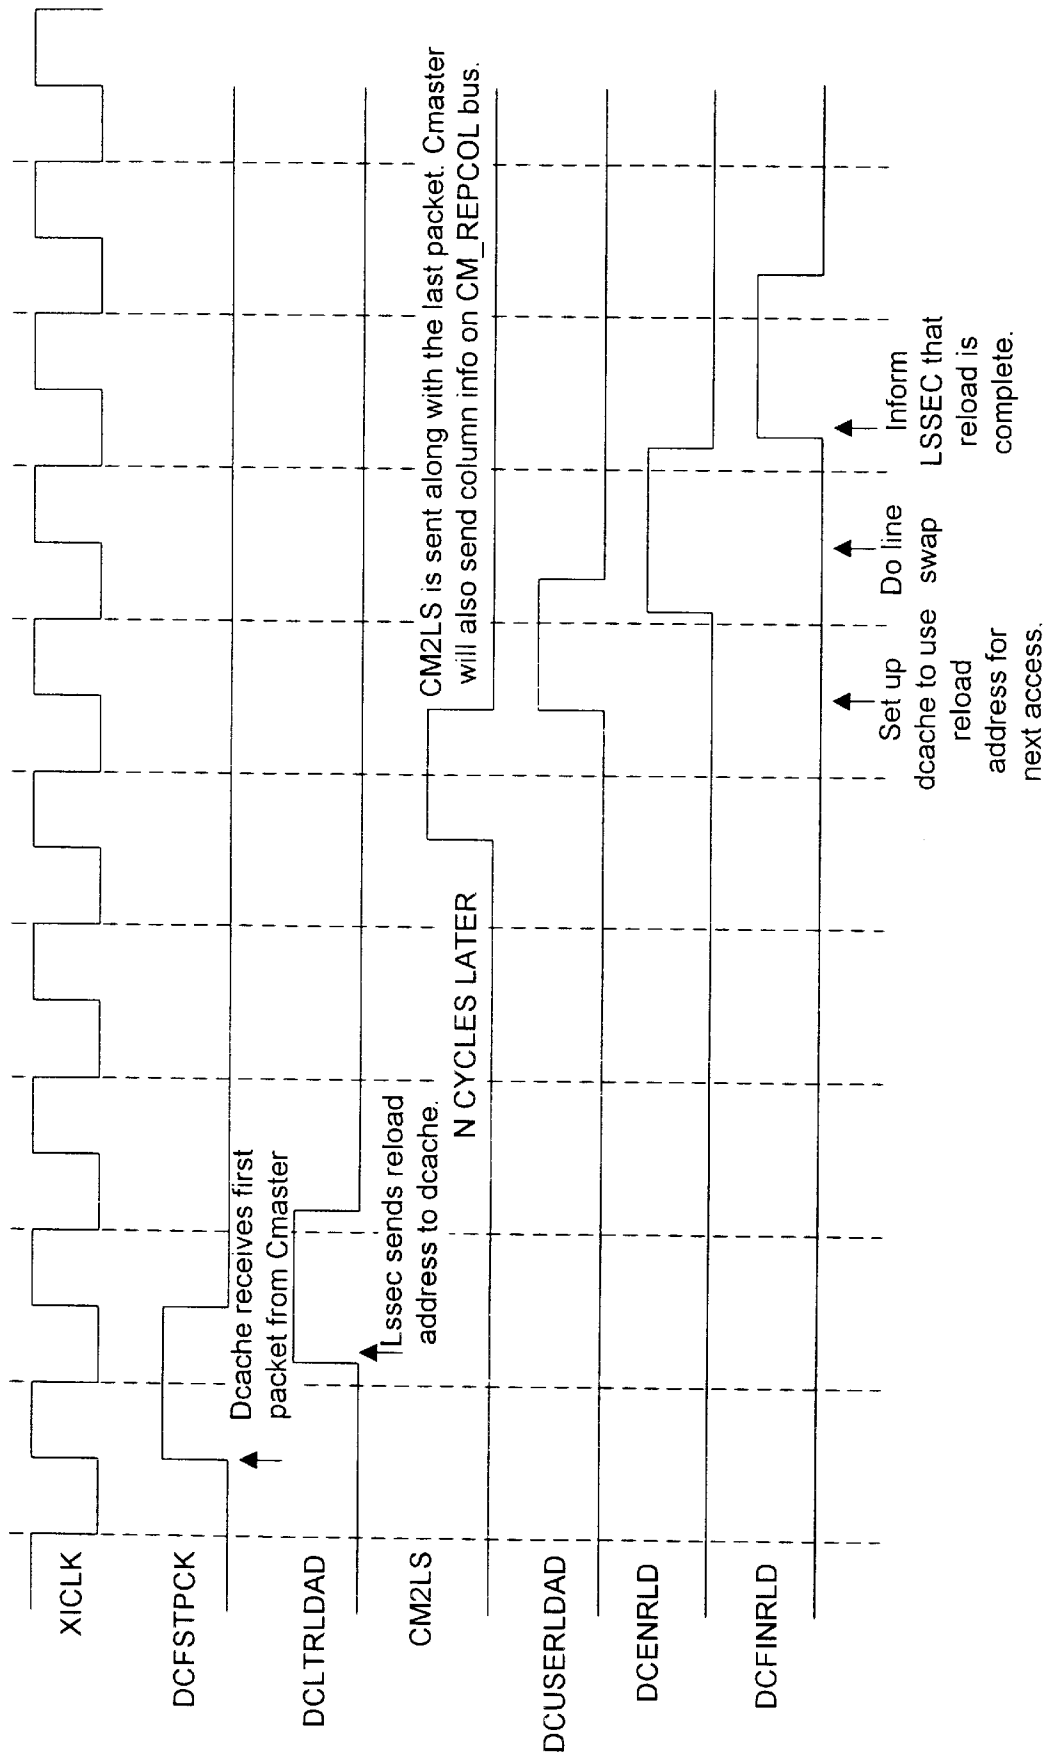 XICLK
DCFSTPCK
Dcache receives first
packet from Cmaster
DCLTRLDAD
Lssec sends reload
address to dcache.
CM2LS
N CYCLES LATER
CM2LS is sent along with the last packet. Cmaster
will also send column info on CM_REPCOL bus.
DCUSERLDAD
DCENRLD
DCFINRLD
Set up
dcache to use
reload
address for
next access.
Do line
swap
Inform
LSSEC that
reload is
complete.